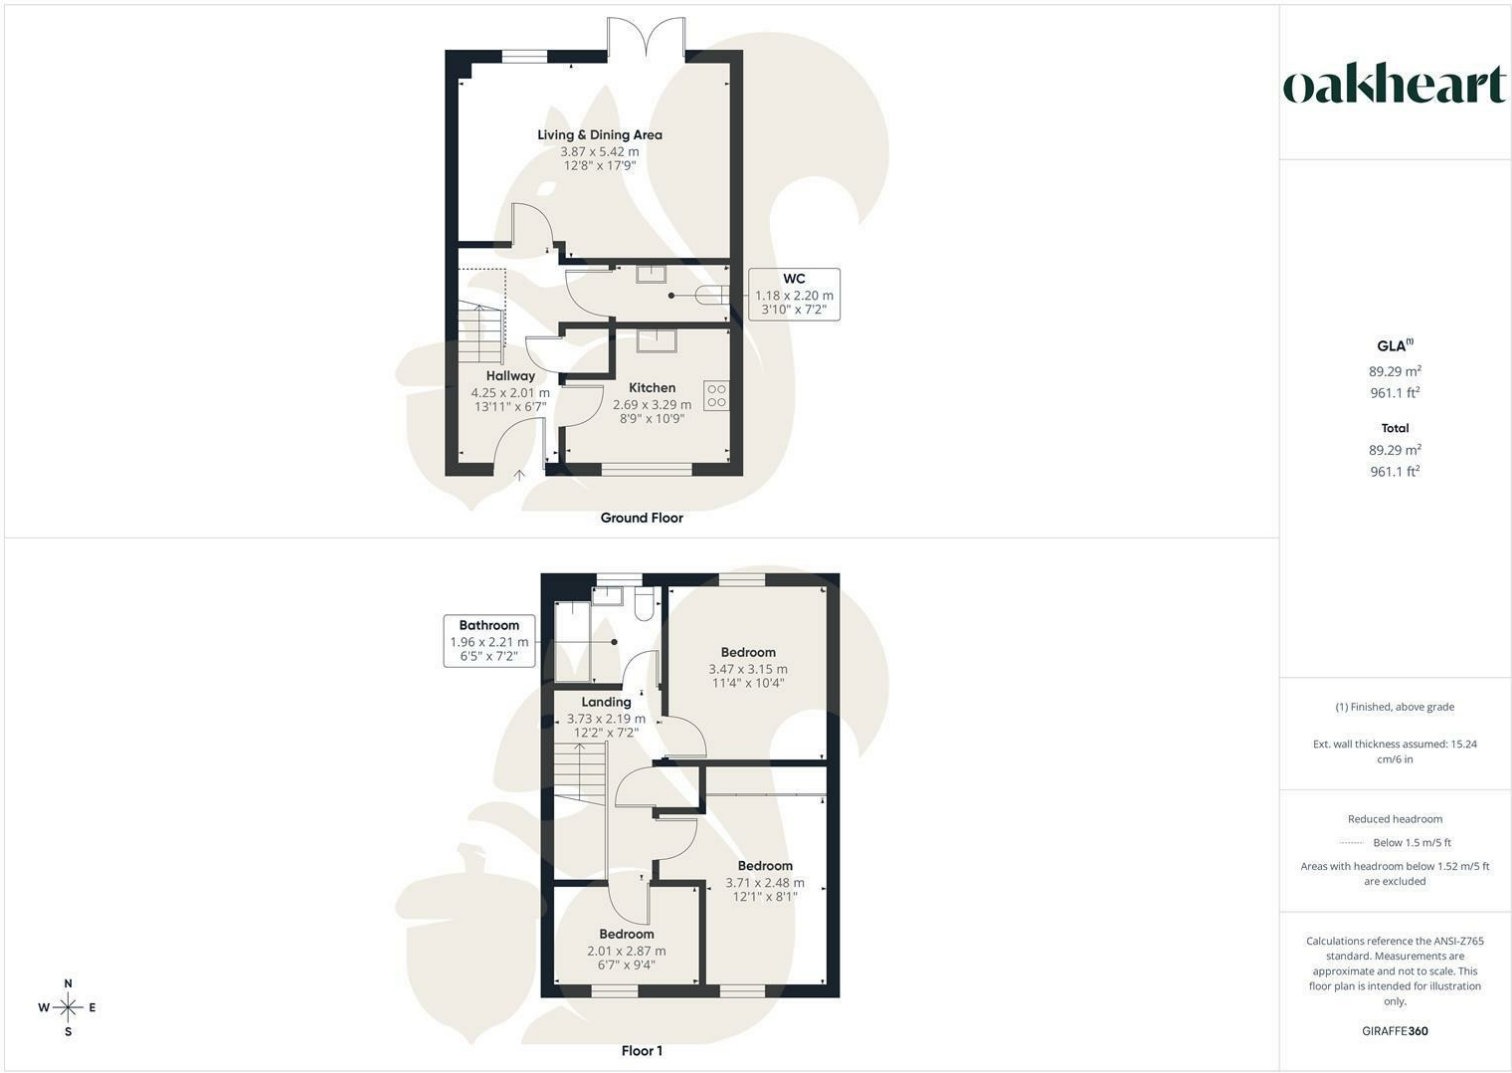 Living & Dining Area
3.87 x 5.42 m
12'8" x 17'9"
WC
1.18 x 2.20 m
3'10" x 7'2"
Hallway
4.25 x 2.01 m
13'11" x 6'7"
Kitchen
2.69 x 3.29 m
8'9" x 10'9"
Ground Floor
Bathroom
1.96 x 2.21 m
6'5" x 7'2"
Bedroom
3.47 x 3.15 m
11'4" x 10'4"
Landing
3.73 x 2.19 m
12'2" x 7'2"
Bedroom
3.71 x 2.48 m
12'1" x 8'1"
Bedroom
2.01 x 2.87 m
6'7" x 9'4"
Floor 1
N
W E
S
oakheart
GLA⁽¹⁾
89.29 m²
961.1 ft²
Total
89.29 m²
961.1 ft²
(1) Finished, above grade
Ext. wall thickness assumed: 15.24
cm/6 in
Reduced headroom
Below 1.5 m/5 ft
Areas with headroom below 1.52 m/5 ft
are excluded
Calculations reference the ANSI-Z765
standard. Measurements are
approximate and not to scale. This
floor plan is intended for illustration
only.
GIRAFFE360